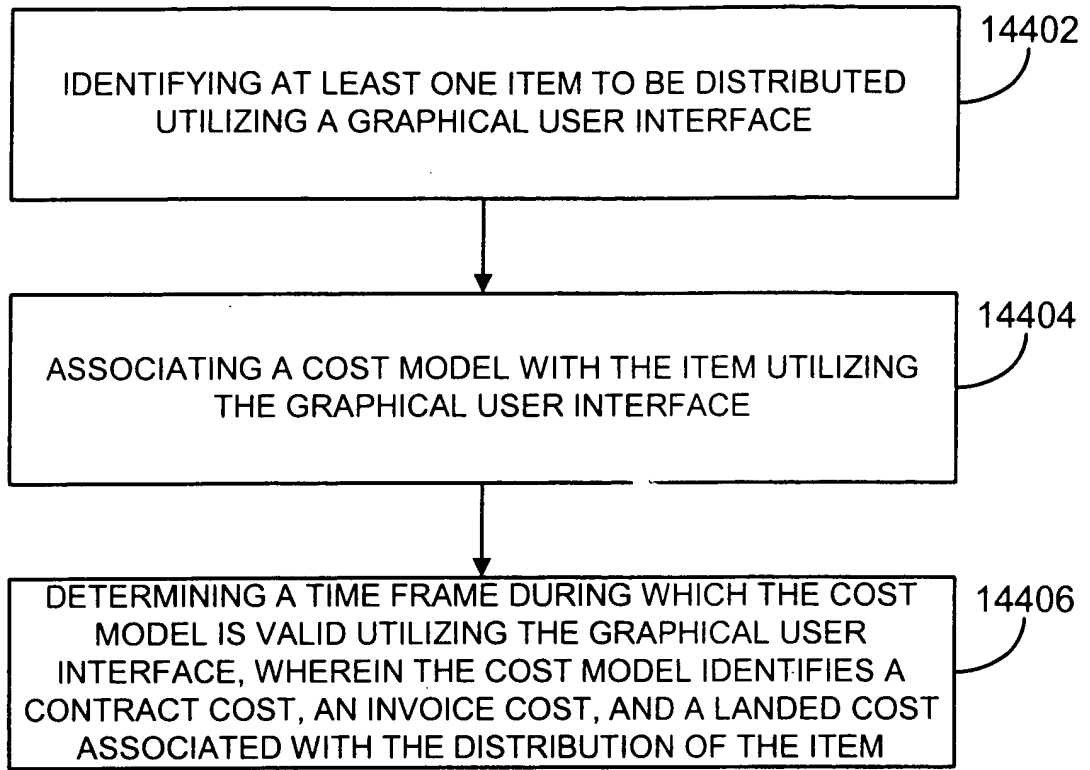 14402
IDENTIFYING AT LEAST ONE ITEM TO BE DISTRIBUTED
UTILIZING A GRAPHICAL USER INTERFACE
14404
ASSOCIATING A COST MODEL WITH THE ITEM UTILIZING
THE GRAPHICAL USER INTERFACE
14406
DETERMINING A TIME FRAME DURING WHICH THE COST
MODEL IS VALID UTILIZING THE GRAPHICAL USER
INTERFACE, WHEREIN THE COST MODEL IDENTIFIES A
CONTRACT COST, AN INVOICE COST, AND A LANDED COST
ASSOCIATED WITH THE DISTRIBUTION OF THE ITEM